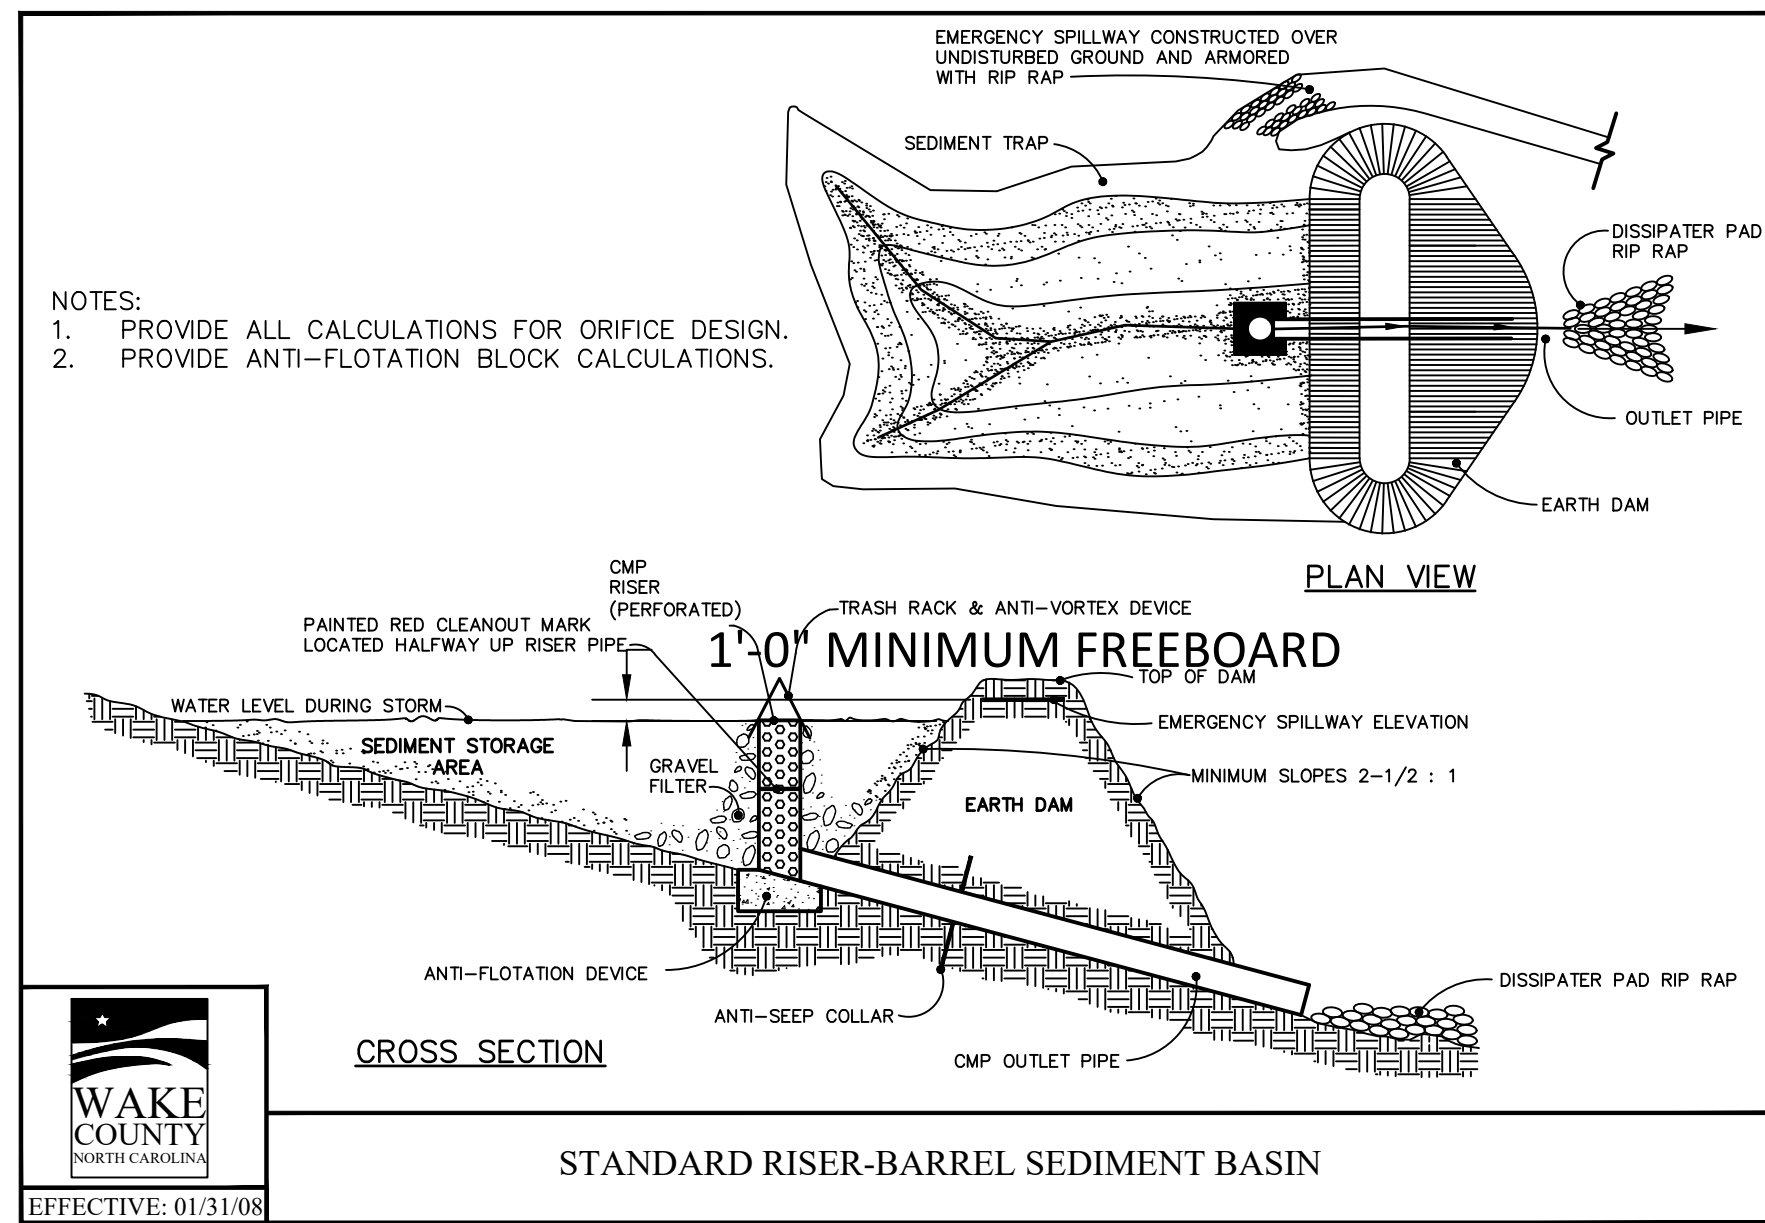 EMERGENCY SPILLWAY CONSTRUCTED OVER
UNDISTURBED GROUND AND ARMORED
WITH RIP RAP
SEDIMENT TRAP
DISSIPATER PAD
RIP RAP
NOTES:
1. PROVIDE ALL CALCULATIONS FOR ORIFICE DESIGN.
2. PROVIDE ANTI-FLOTATION BLOCK CALCULATIONS.
OUTLET PIPE
EARTH DAM
PLAN VIEW
CMP
RISER
(PERFORATED)
TRASH RACK & ANTI-VORTEX DEVICE
PAINTED RED CLEANOUT MARK
LOCATED HALFWAY UP RISER PIPE
1'-0" MINIMUM FREEBOARD
TOP OF DAM
WATER LEVEL DURING STORM
EMERGENCY SPILLWAY ELEVATION
SEDIMENT STORAGE
AREA
GRAVEL
FILTER
MINIMUM SLOPES 2-1/2 : 1
EARTH DAM
ANTI-FLOTATION DEVICE
DISSIPATER PAD RIP RAP
ANTI-SEEP COLLAR
CMP OUTLET PIPE
CROSS SECTION
WAKE
COUNTY
NORTH CAROLINA
STANDARD RISER-BARREL SEDIMENT BASIN
EFFECTIVE: 01/31/08